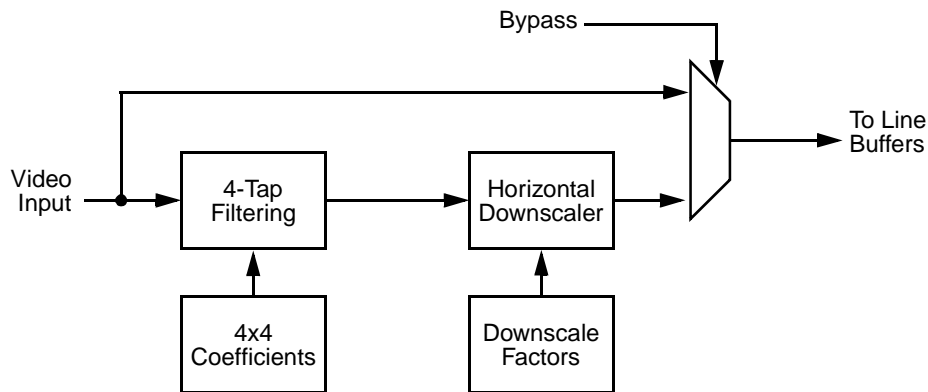 Bypass
To Line
Buffers
Video
Input
4-Tap
Filtering
Horizontal
Downscaler
4x4
Coefficients
Downscale
Factors